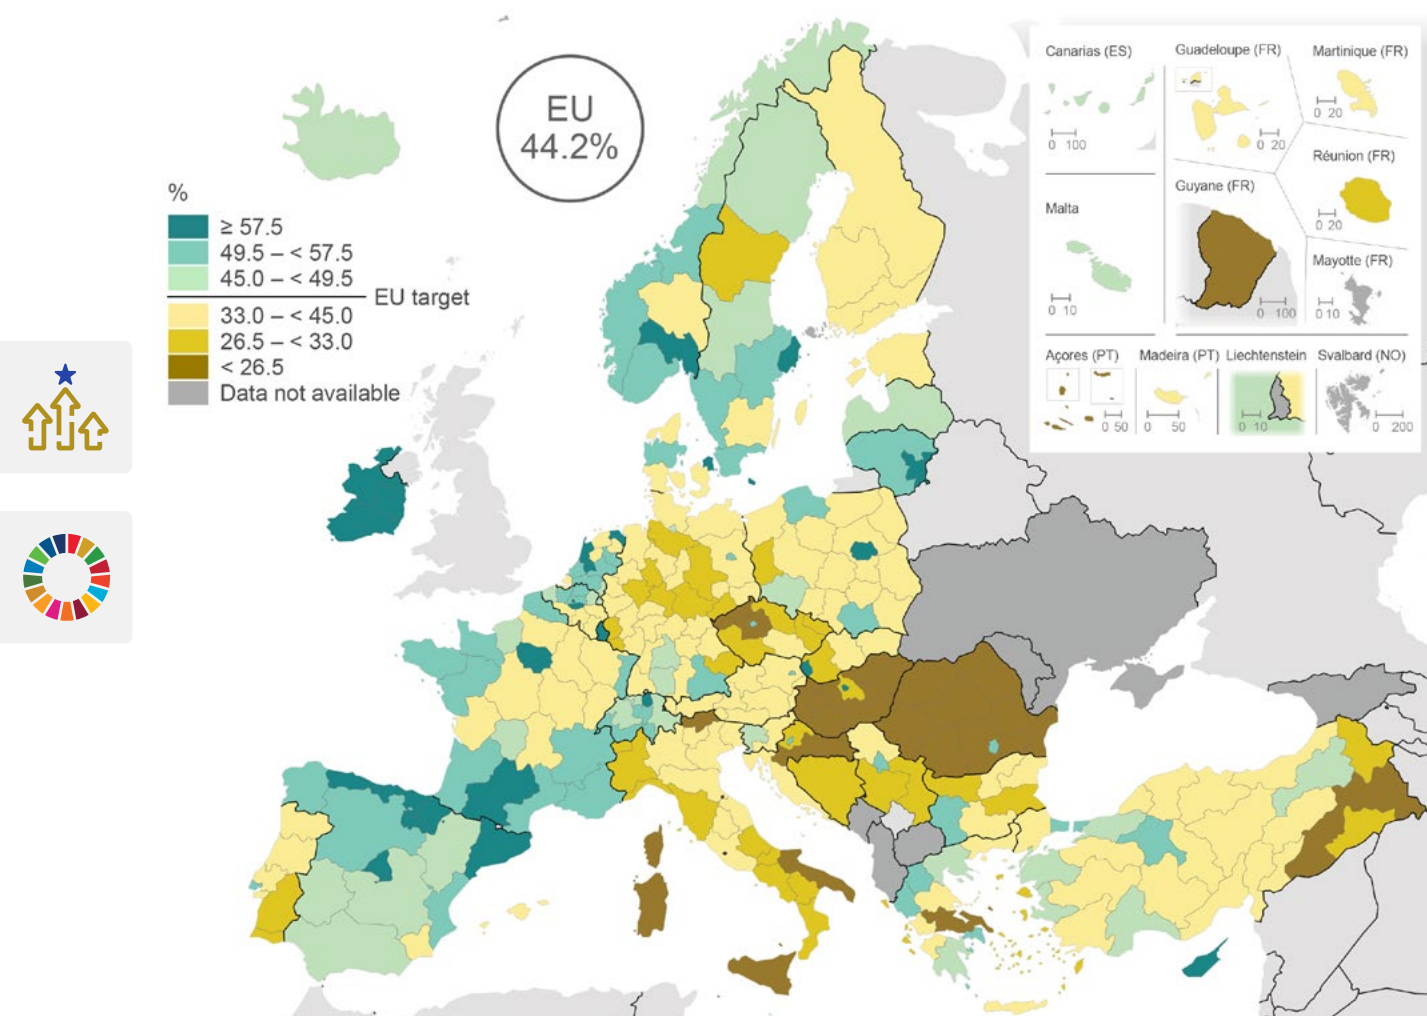 EU
44.2%
%
≥ 57.5
49.5 – < 57.5
45.0 – < 49.5
EU target
33.0 – < 45.0
26.5 – < 33.0
< 26.5
Data not available
Canarias (ES)
0 100
Guadeloupe (FR)
0 20
Martinique (FR)
0 20
Réunion (FR)
0 20
Guyane (FR)
0 100
Malta
0 10
Mayotte (FR)
0 10
Açores (PT)
0 50
Madeira (PT)
0 50
Liechtenstein
0 10
Svalbard (NO)
0 200